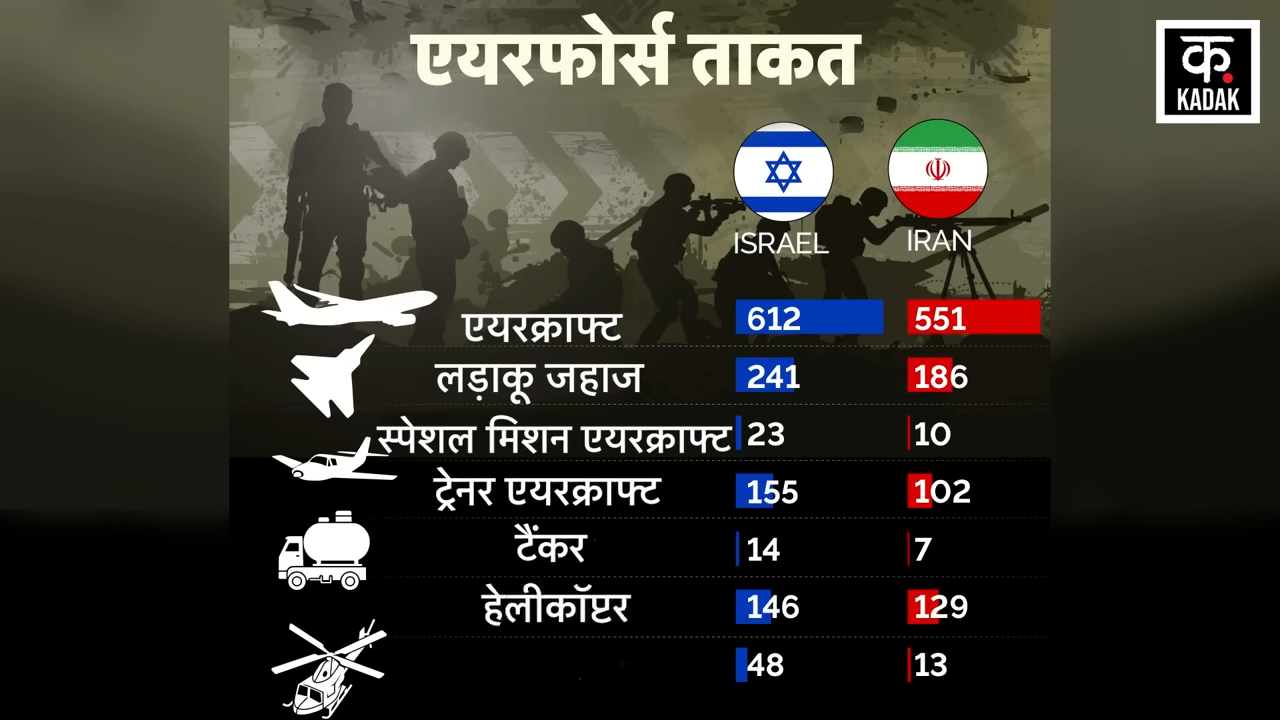 एयरफोर्स ताकत
क.
KADAK
ISRAEL
IRAN
एयरक्राफ्ट 612 551
लड़ाकू जहाज 241 186
स्पेशल मिशन एयरक्राफ्ट 23 10
ट्रेनर एयरक्राफ्ट 155 102
टैंकर 14 7
हेलीकॉप्टर 146 129
48 13